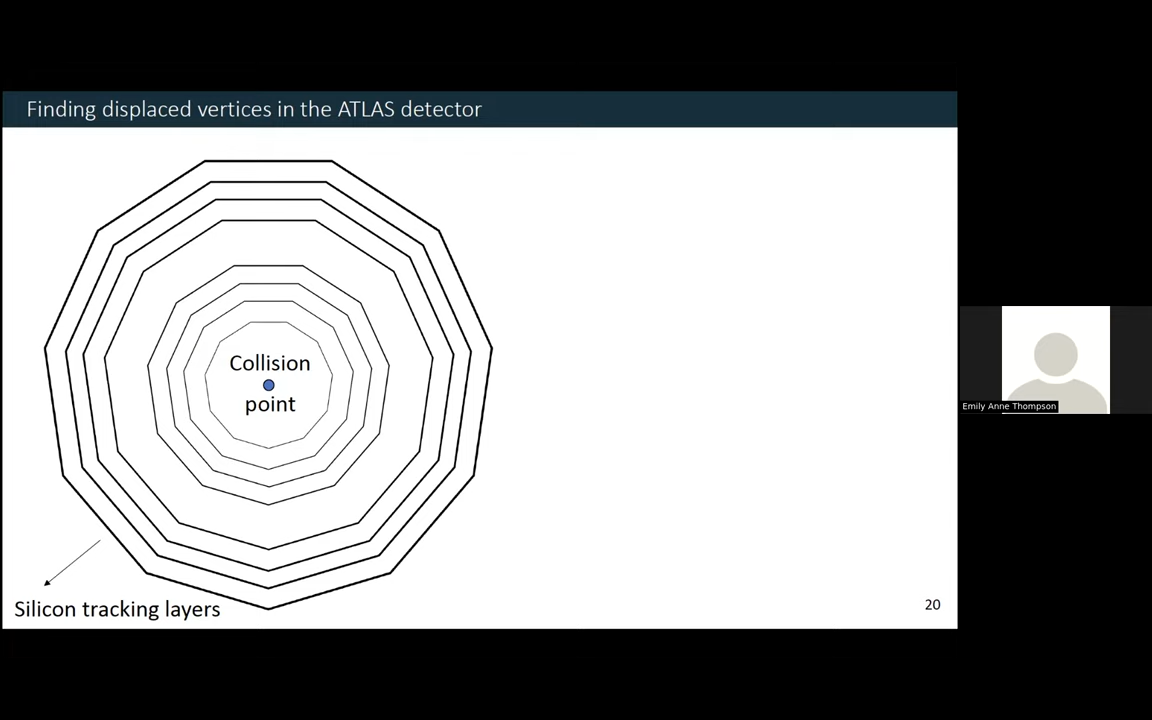 Finding displaced vertices in the ATLAS detector
Collision
point
Silicon tracking layers
20
Emily Anne Thompson